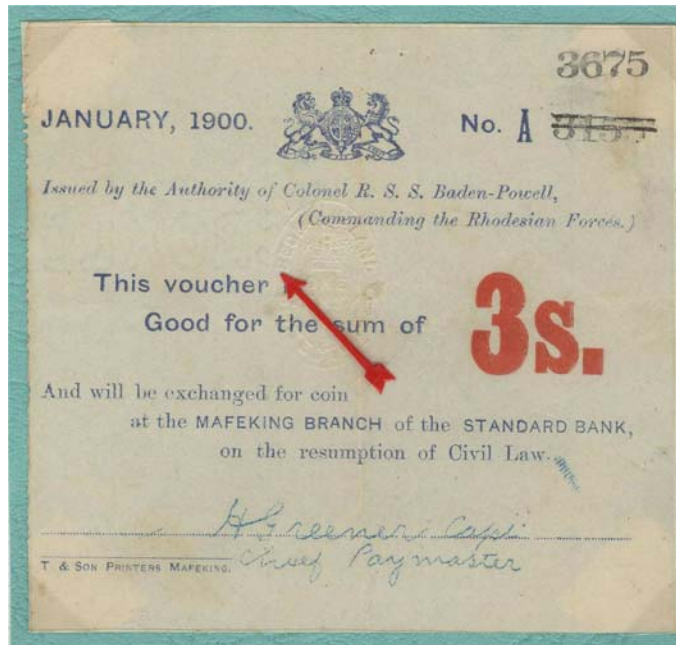 3675
JANUARY, 1900.
No. A
Issued by the Authority of Colonel R. S. S. Baden-Powell,
(Commanding the Rhodesian Forces.)
This voucher
Good for the sum of
3s.
And will be exchanged for coin
at the MAFEKING BRANCH of the STANDARD BANK,
on the resumption of Civil Law.
H Greener Capt
Chief Paymaster
T & SON PRINTERS MAFEKING.